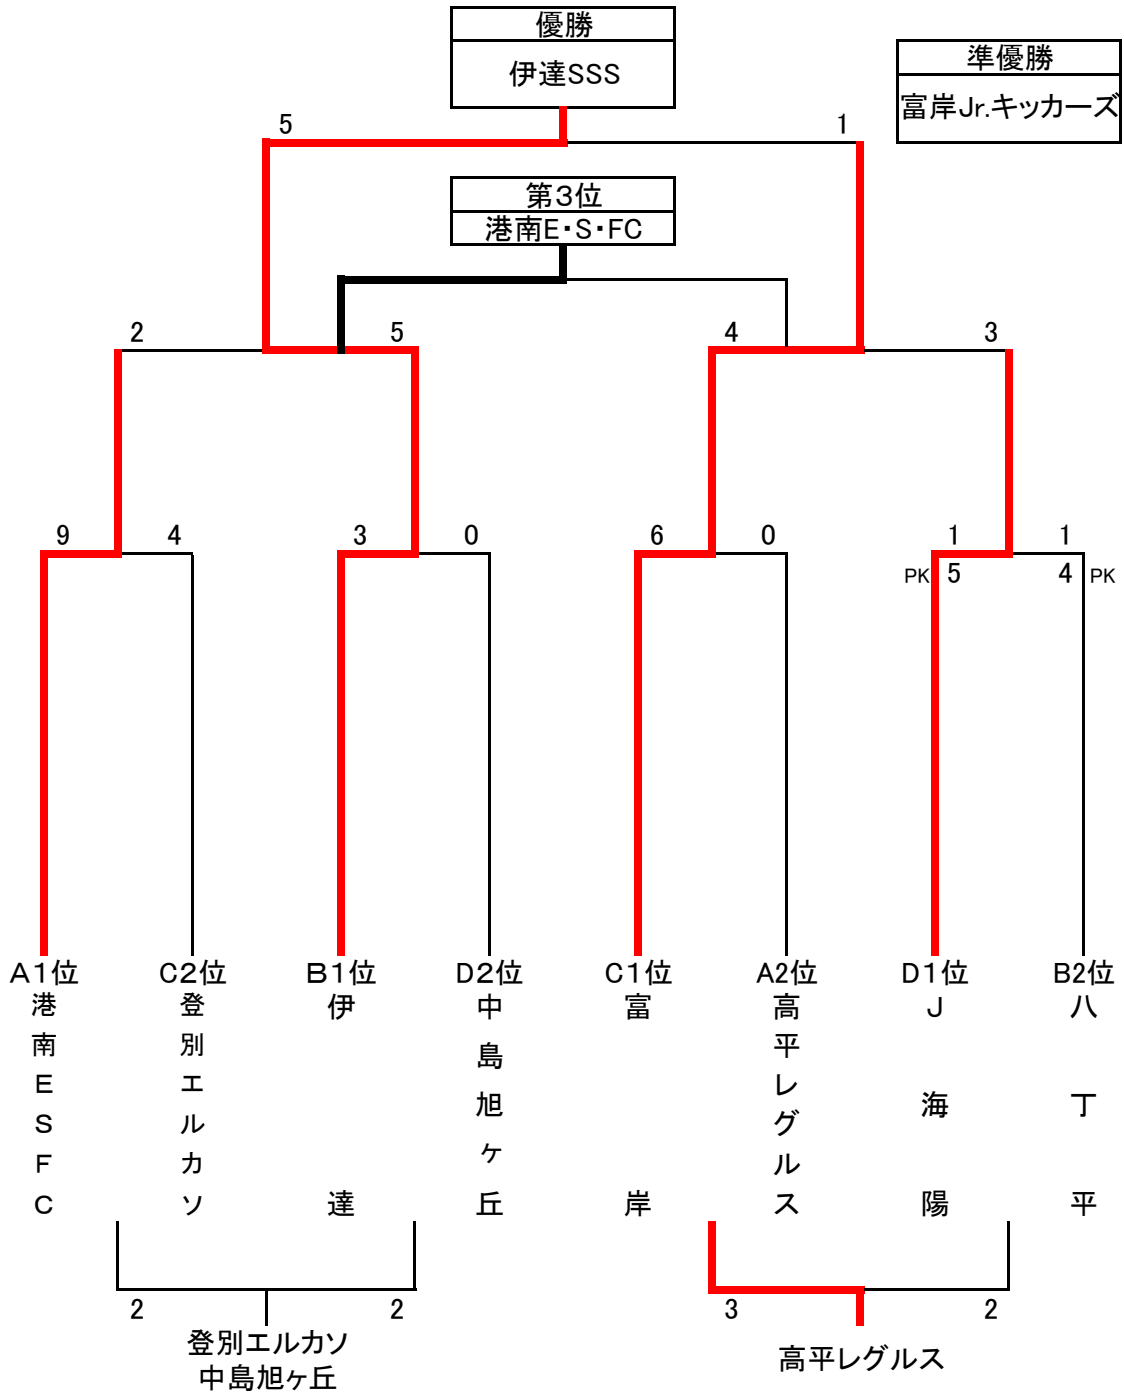 優勝
伊達SSS
準優勝
富岸Jr.キッカーズ
5 1
第3位
港南E・S・FC
2 5 4 3
9 4 3 0 6 0 1 1
PK 5 4 PK
A1位 C2位 B1位 D2位 C1位 A2位 D1位 B2位
港南ESFC
登別エルカソ
伊達
中島旭ヶ丘
富岸
高平レグルス
J海陽
八丁平
2 2 3 2
登別エルカソ
中島旭ヶ丘
高平レグルス